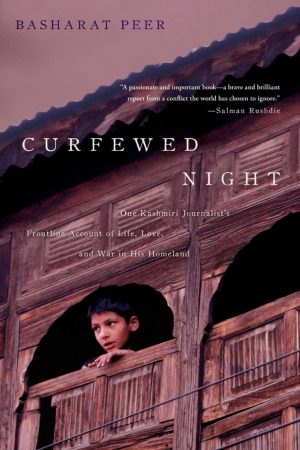 BASHARAT PEER
"A passionate and important book—a brave and brilliant
report from a conflict the world has chosen to ignore."
—Salman Rushdie
CURFEWED
NIGHT
One Kashmiri Journalist's
Frontline Account of Life, Love,
and War in His Homeland